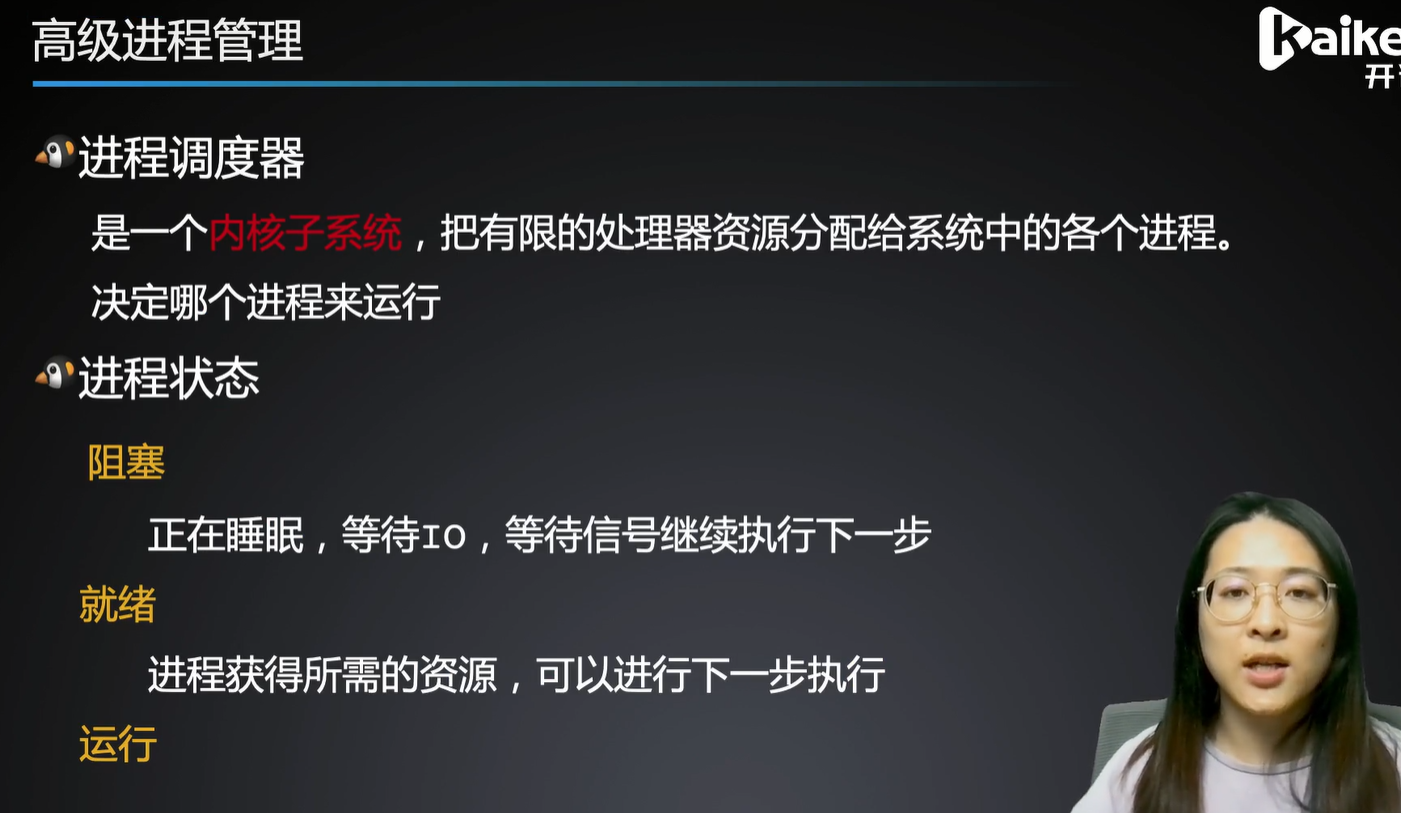 高级进程管理
Kaike
开
进程调度器
是一个内核子系统，把有限的处理器资源分配给系统中的各个进程。
决定哪个进程来运行
进程状态
阻塞
正在睡眠，等待IO，等待信号继续执行下一步
就绪
进程获得所需的资源，可以进行下一步执行
运行